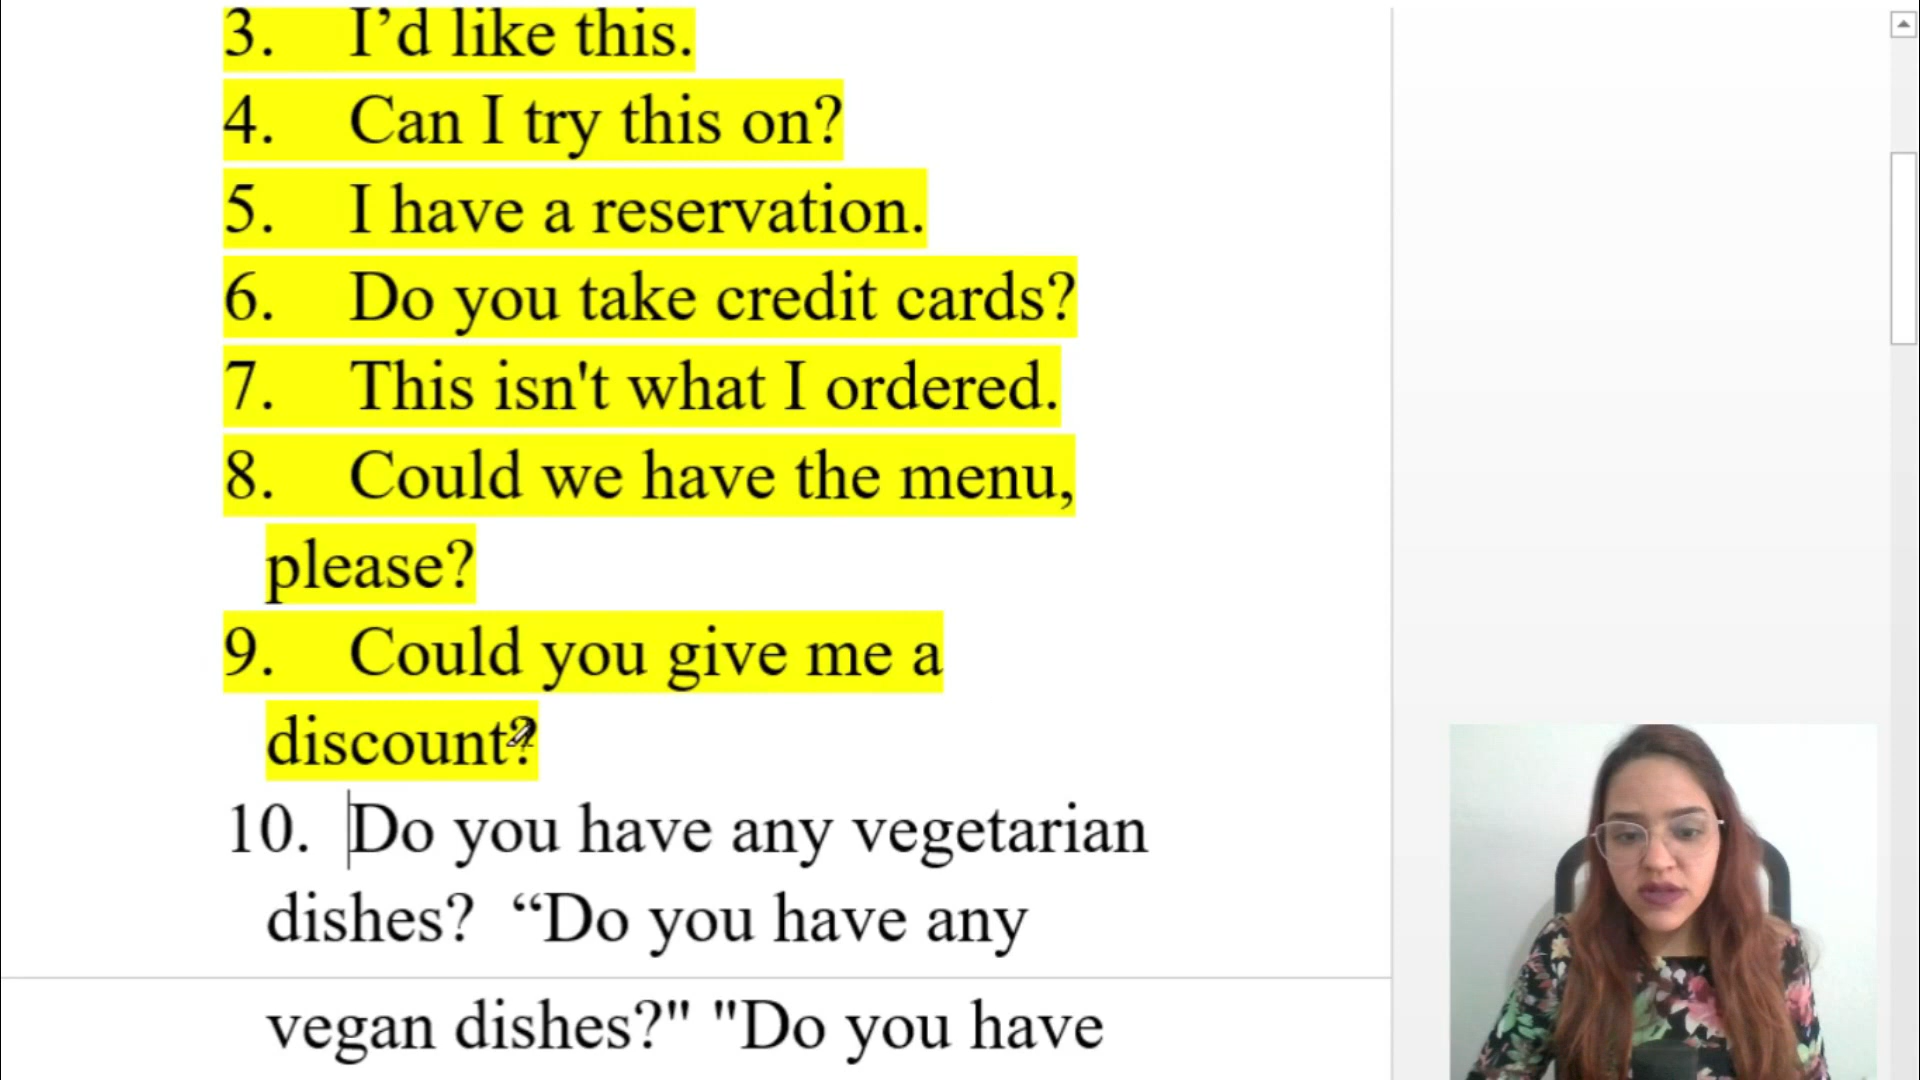 3. I’d like this.
4. Can I try this on?
5. I have a reservation.
6. Do you take credit cards?
7. This isn't what I ordered.
8. Could we have the menu,
please?
9. Could you give me a
discount?
10. Do you have any vegetarian
dishes? “Do you have any
vegan dishes?" "Do you have